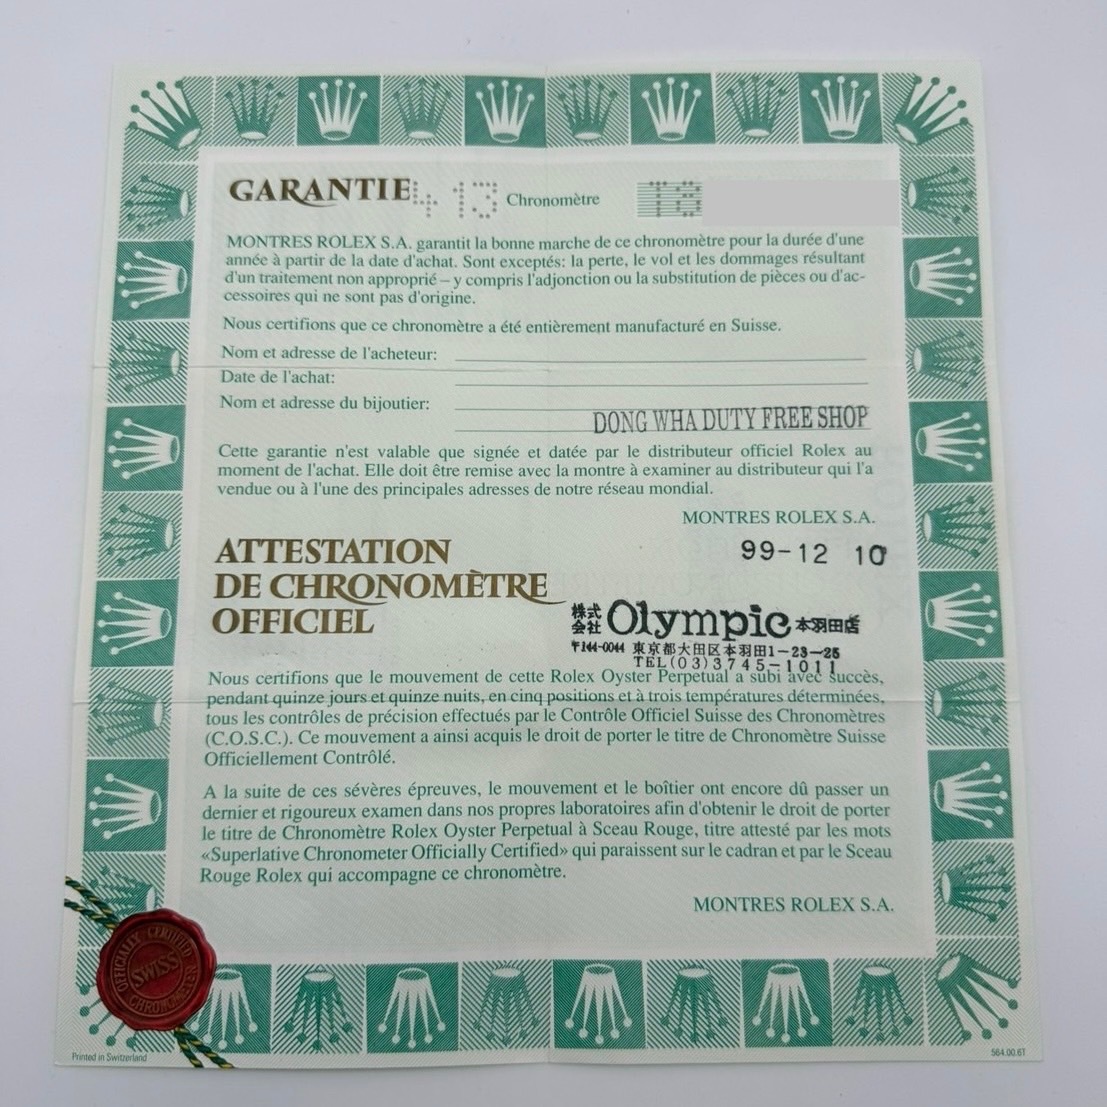 GARANTIE 413 Chronomètre T8
MONTRES ROLEX S.A. garantit la bonne marche de ce chronomètre pour la durée d'une
année à partir de la date d'achat. Sont exceptés: la perte, le vol et les dommages résultant
d'un traitement non approprié – y compris l'adjonction ou la substitution de pièces ou d'ac-
cessoires qui ne sont pas d'origine.
Nous certifions que ce chronomètre a été entièrement manufacturé en Suisse.
Nom et adresse de l'acheteur:
Date de l'achat:
Nom et adresse du bijoutier:
DONG WHA DUTY FREE SHOP
Cette garantie n'est valable que signée et datée par le distributeur officiel Rolex au
moment de l'achat. Elle doit être remise avec la montre à examiner au distributeur qui l'a
vendue ou à l'une des principales adresses de notre réseau mondial.
MONTRES ROLEX S.A.
99-12 10
ATTESTATION
DE CHRONOMÈTRE
OFFICIEL
株式会社 Olympic 本羽田店
〒144-0044 東京都大田区本羽田1-23-25
TEL(03)3745-1011
Nous certifions que le mouvement de cette Rolex Oyster Perpetual a subi avec succès,
pendant quinze jours et quinze nuits, en cinq positions et à trois températures déterminées,
tous les contrôles de précision effectués par le Contrôle Officiel Suisse des Chronomètres
(C.O.S.C.). Ce mouvement a ainsi acquis le droit de porter le titre de Chronomètre Suisse
Officiellement Contrôlé.
A la suite de ces sévères épreuves, le mouvement et le boîtier ont encore dû passer un
dernier et rigoureux examen dans nos propres laboratoires afin d'obtenir le droit de porter
le titre de Chronomètre Rolex Oyster Perpetual à Sceau Rouge, titre attesté par les mots
«Superlative Chronometer Officially Certified» qui paraissent sur le cadran et par le Sceau
Rouge Rolex qui accompagne ce chronomètre.
MONTRES ROLEX S.A.
OFFICIALLY CERTIFIED
SWISS
CHRONOMETER
Printed in Switzerland
564.00.6T